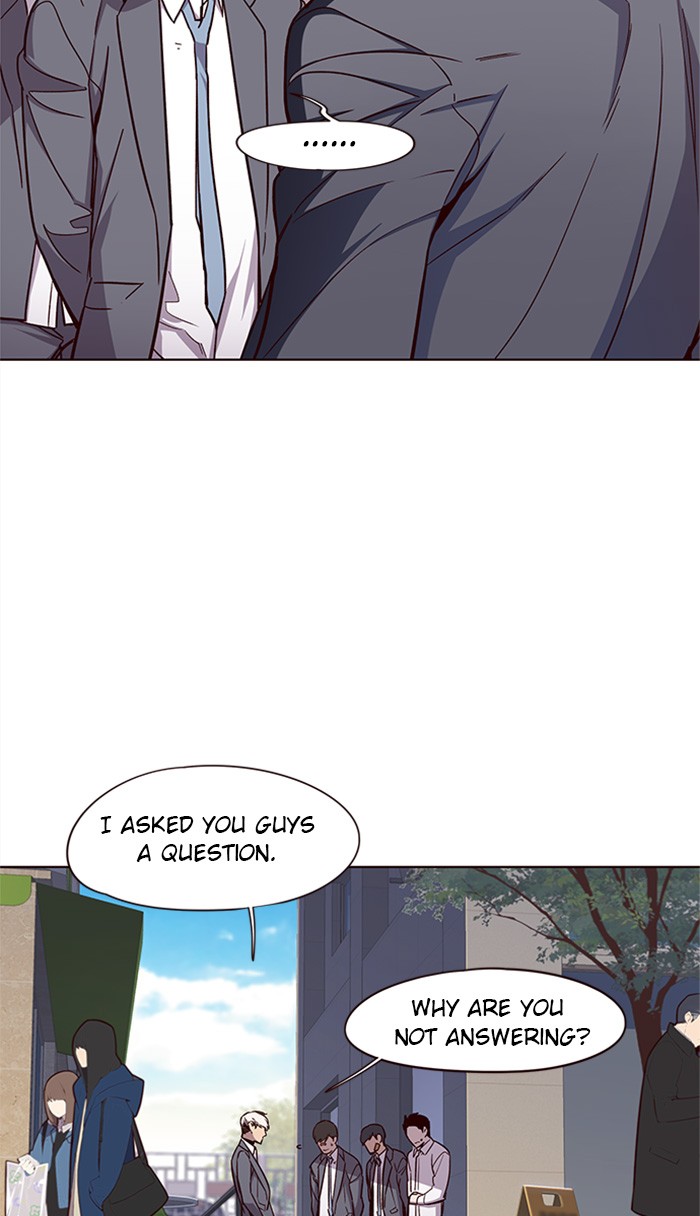 ......
I ASKED YOU GUYS
A QUESTION.
WHY ARE YOU
NOT ANSWERING?